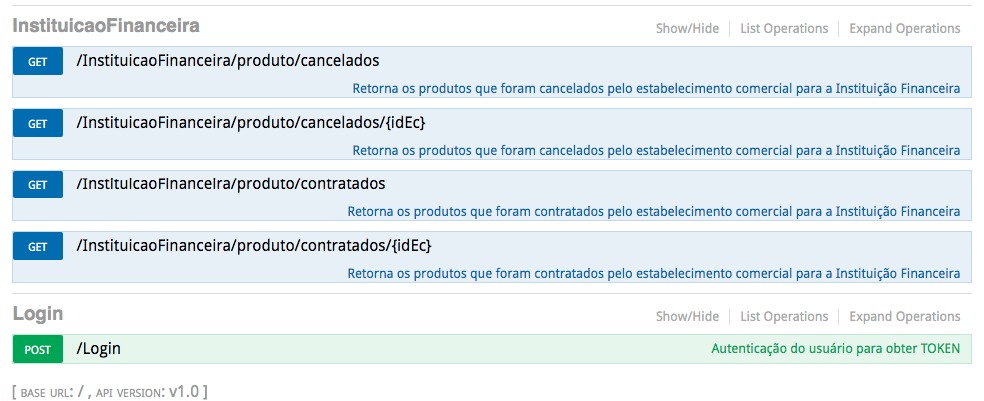 InstituicaoFinanceira Show/Hide List Operations Expand Operations
GET /InstituicaoFinanceira/produto/cancelados
Retorna os produtos que foram cancelados pelo estabelecimento comercial para a Instituição Financeira
GET /InstituicaoFinanceira/produto/cancelados/{idEc}
Retorna os produtos que foram cancelados pelo estabelecimento comercial para a Instituição Financeira
GET /InstituicaoFinanceira/produto/contratados
Retorna os produtos que foram contratados pelo estabelecimento comercial para a Instituição Financeira
GET /InstituicaoFinanceira/produto/contratados/{idEc}
Retorna os produtos que foram contratados pelo estabelecimento comercial para a Instituição Financeira
Login Show/Hide List Operations Expand Operations
POST /Login Autenticação do usuário para obter TOKEN
[ BASE URL: / , API VERSION: v1.0 ]